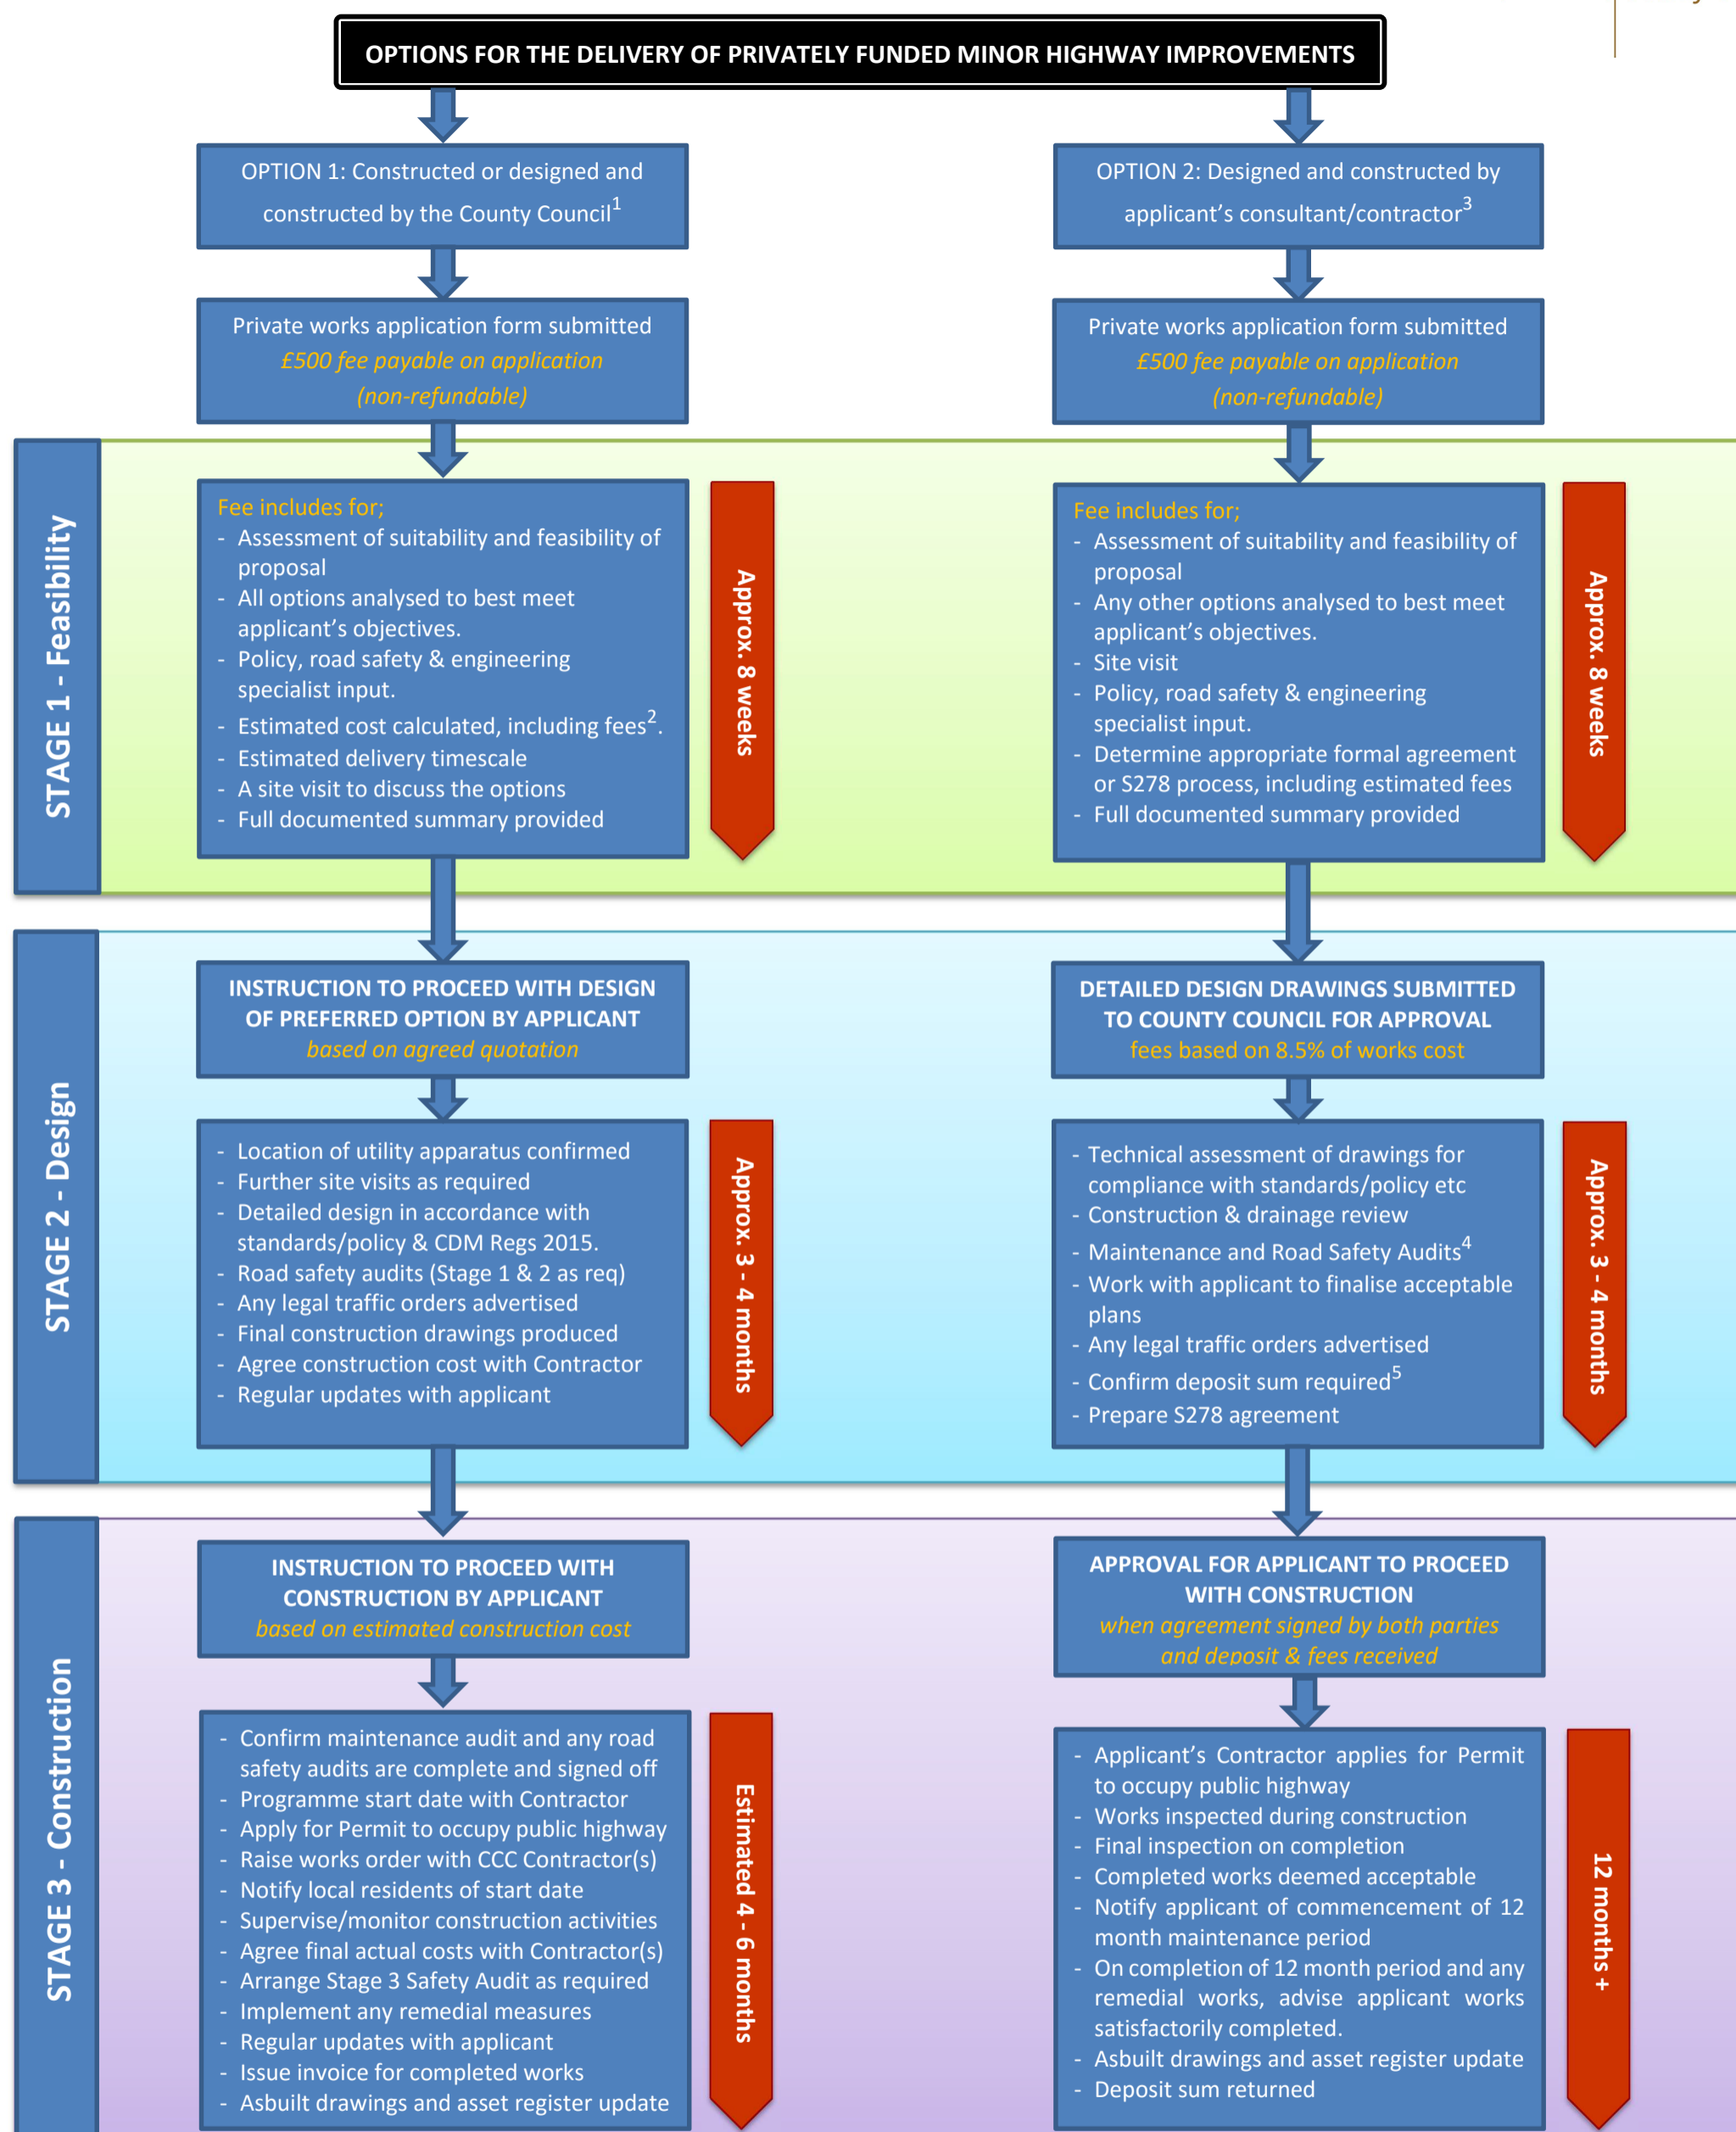 OPTIONS FOR THE DELIVERY OF PRIVATELY FUNDED MINOR HIGHWAY IMPROVEMENTS
OPTION 1: Constructed or designed and
constructed by the County Council1
OPTION 2: Designed and constructed by
applicant’s consultant/contractor3
Private works application form submitted
£500 fee payable on application
(non-refundable)
Private works application form submitted
£500 fee payable on application
(non-refundable)
STAGE 1 - Feasibility
Fee includes for;
- Assessment of suitability and feasibility of
proposal
- All options analysed to best meet
applicant’s objectives.
- Policy, road safety & engineering
specialist input.
- Estimated cost calculated, including fees2.
- Estimated delivery timescale
- A site visit to discuss the options
- Full documented summary provided
Approx. 8 weeks
Fee includes for;
- Assessment of suitability and feasibility of
proposal
- Any other options analysed to best meet
applicant’s objectives.
- Site visit
- Policy, road safety & engineering
specialist input.
- Determine appropriate formal agreement
or S278 process, including estimated fees
- Full documented summary provided
Approx. 8 weeks
STAGE 2 - Design
INSTRUCTION TO PROCEED WITH DESIGN
OF PREFERRED OPTION BY APPLICANT
based on agreed quotation
DETAILED DESIGN DRAWINGS SUBMITTED
TO COUNTY COUNCIL FOR APPROVAL
fees based on 8.5% of works cost
- Location of utility apparatus confirmed
- Further site visits as required
- Detailed design in accordance with
standards/policy & CDM Regs 2015.
- Road safety audits (Stage 1 & 2 as req)
- Any legal traffic orders advertised
- Final construction drawings produced
- Agree construction cost with Contractor
- Regular updates with applicant
Approx. 3 - 4 months
- Technical assessment of drawings for
compliance with standards/policy etc
- Construction & drainage review
- Maintenance and Road Safety Audits4
- Work with applicant to finalise acceptable
plans
- Any legal traffic orders advertised
- Confirm deposit sum required5
- Prepare S278 agreement
Approx. 3 - 4 months
STAGE 3 - Construction
INSTRUCTION TO PROCEED WITH
CONSTRUCTION BY APPLICANT
based on estimated construction cost
APPROVAL FOR APPLICANT TO PROCEED
WITH CONSTRUCTION
when agreement signed by both parties
and deposit & fees received
- Confirm maintenance audit and any road
safety audits are complete and signed off
- Programme start date with Contractor
- Apply for Permit to occupy public highway
- Raise works order with CCC Contractor(s)
- Notify local residents of start date
- Supervise/monitor construction activities
- Agree final actual costs with Contractor(s)
- Arrange Stage 3 Safety Audit as required
- Implement any remedial measures
- Regular updates with applicant
- Issue invoice for completed works
- Asbuilt drawings and asset register update
Estimated 4 - 6 months
- Applicant’s Contractor applies for Permit
to occupy public highway
- Works inspected during construction
- Final inspection on completion
- Completed works deemed acceptable
- Notify applicant of commencement of 12
month maintenance period
- On completion of 12 month period and any
remedial works, advise applicant works
satisfactorily completed.
- Asbuilt drawings and asset register update
- Deposit sum returned
12 months +